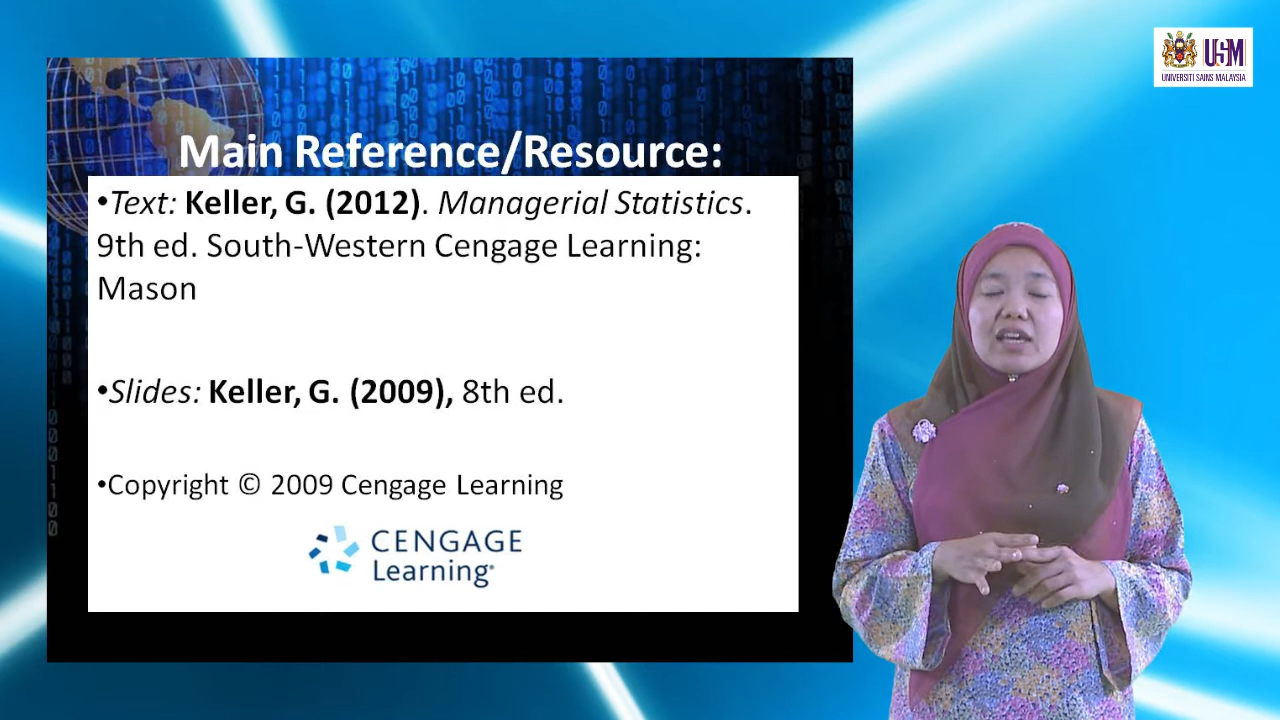 USM
UNIVERSITI SAINS MALAYSIA
Main Reference/Resource:
•Text: Keller, G. (2012). Managerial Statistics.
9th ed. South-Western Cengage Learning:
Mason
•Slides: Keller, G. (2009), 8th ed.
•Copyright © 2009 Cengage Learning
CENGAGE
Learning